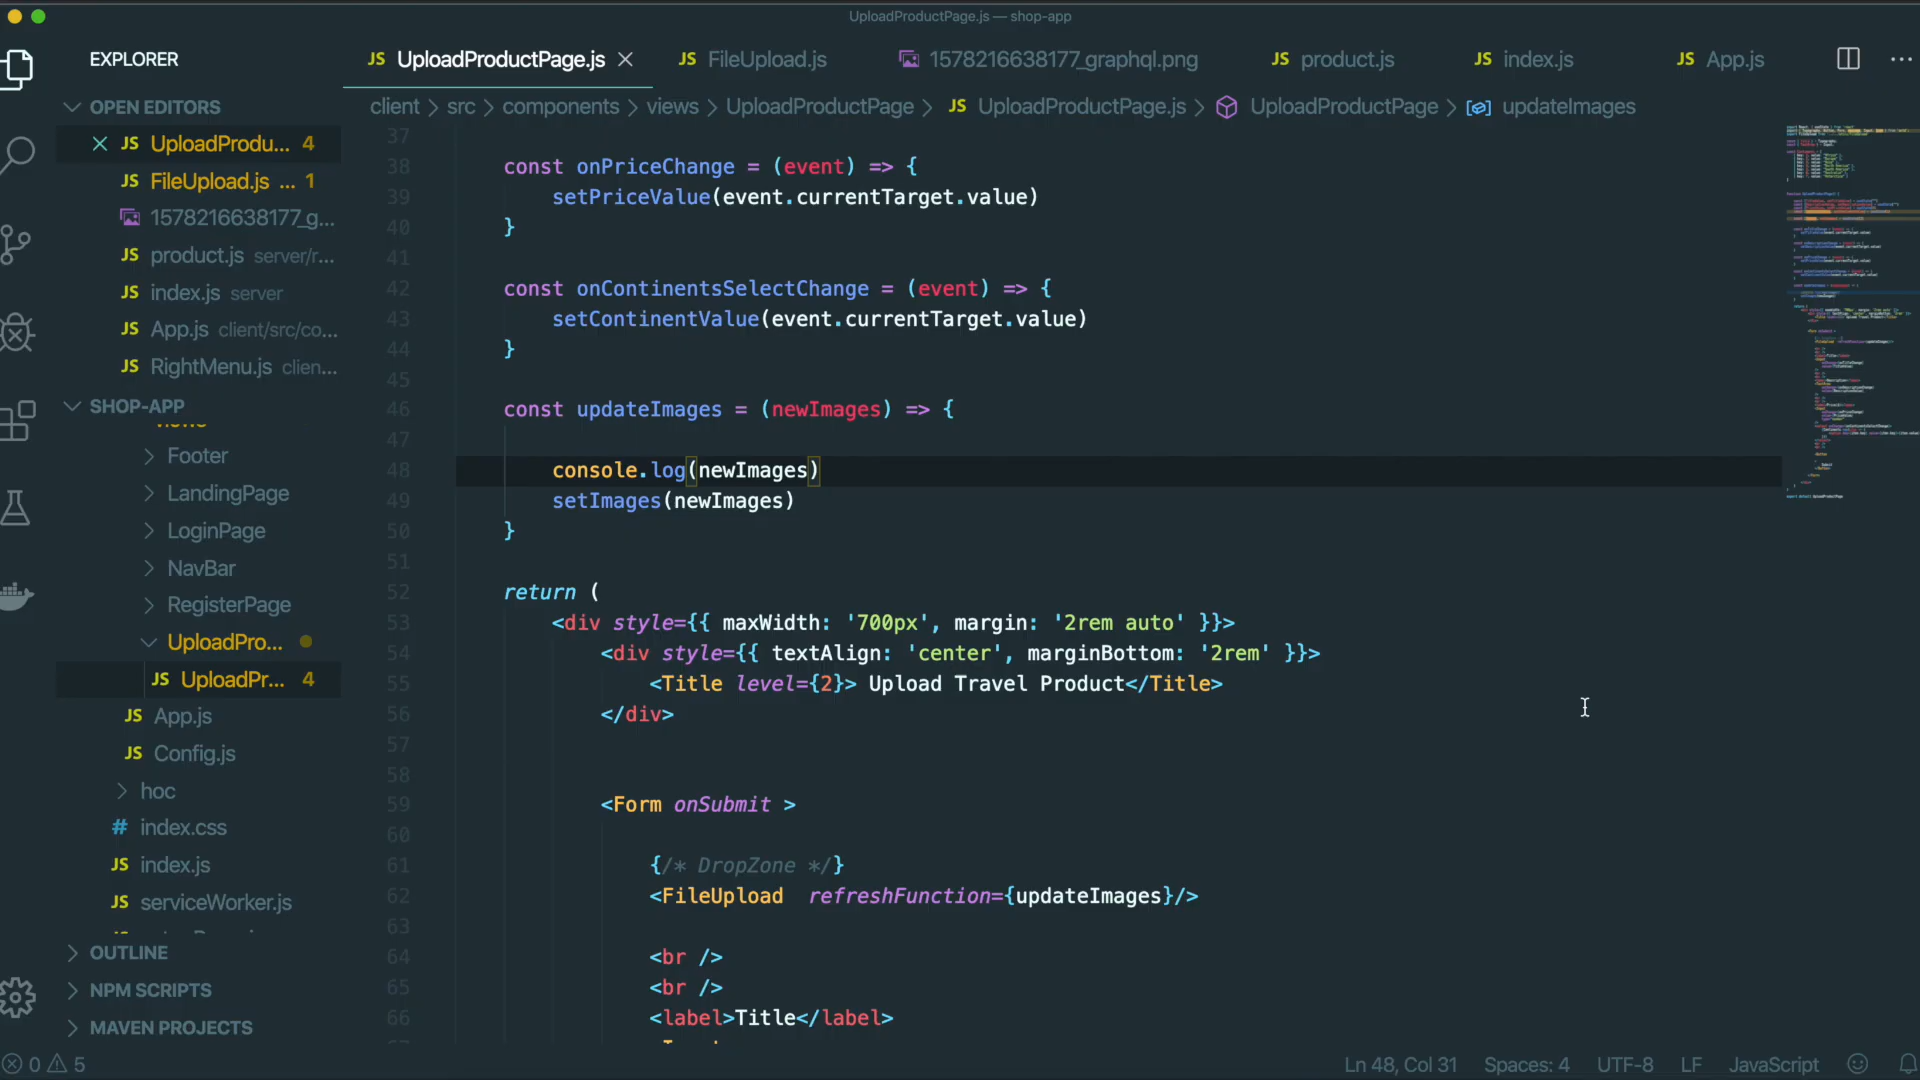 UploadProductPage.js — shop-app
EXPLORER
JS UploadProductPage.js
JS FileUpload.js
1578216638177_graphql.png
JS product.js
JS index.js
JS App.js
client > src > components > views > UploadProductPage > JS UploadProductPage.js > UploadProductPage > updateImages
OPEN EDITORS
JS UploadProdu... 4
JS FileUpload.js ... 1
1578216638177_g...
JS product.js server/r...
JS index.js server
JS App.js client/src/co...
JS RightMenu.js clien...
SHOP-APP
views
Footer
LandingPage
LoginPage
NavBar
RegisterPage
UploadPro...
JS UploadPr... 4
JS App.js
JS Config.js
hoc
# index.css
JS index.js
JS serviceWorker.js
OUTLINE
NPM SCRIPTS
MAVEN PROJECTS
37
38 const onPriceChange = (event) => {
39 setPriceValue(event.currentTarget.value)
40 }
41
42 const onContinentsSelectChange = (event) => {
43 setContinentValue(event.currentTarget.value)
44 }
45
46 const updateImages = (newImages) => {
47
48 console.log(newImages)
49 setImages(newImages)
50 }
51
52 return (
53 <div style={{ maxWidth: '700px', margin: '2rem auto' }}>
54 <div style={{ textAlign: 'center', marginBottom: '2rem' }}>
55 <Title level={2}> Upload Travel Product</Title>
56 </div>
57
58
59 <Form onSubmit >
60
61 {/* DropZone */}
62 <FileUpload refreshFunction={updateImages}/>
63
64 <br />
65 <br />
66 <label>Title</label>
0 5
Ln 48, Col 31
Spaces: 4
UTF-8
LF
JavaScript